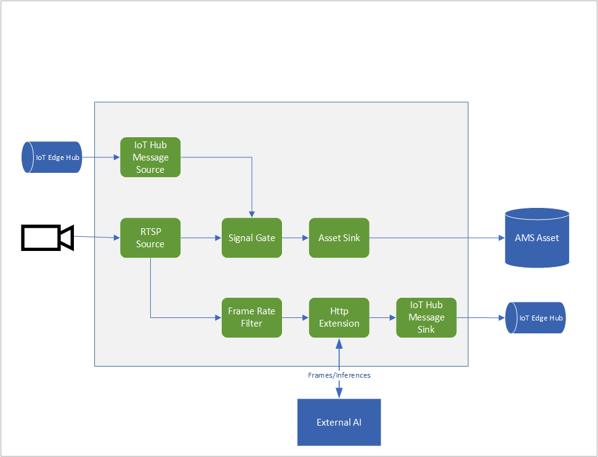 IoT Hub
Message
Source
IoT Edge Hub
RTSP
Source
Signal Gate
Asset Sink
AMS Asset
Frame Rate
Filter
Http
Extension
IoT Hub
Message
Sink
IoT Edge Hub
Frames/Inferences
External AI